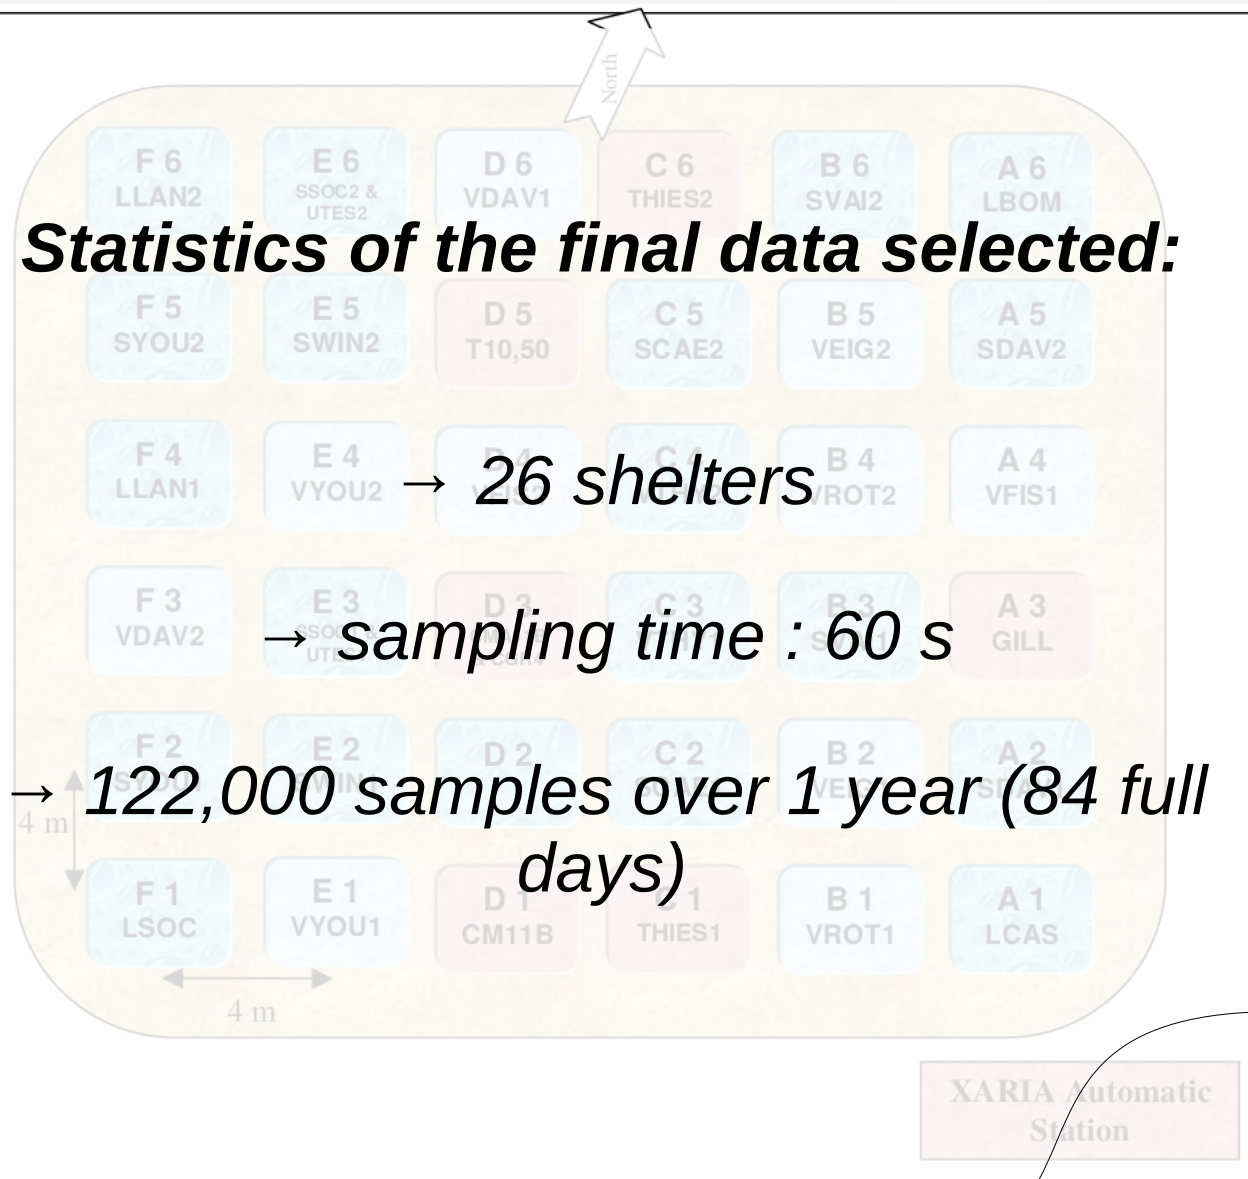 North
F 6
LLAN2
E 6
SSOC2 &
UTES2
D 6
VDAV1
C 6
THIES2
B 6
SVAI2
A 6
LBOM
Statistics of the final data selected:
F 5
SYOU2
E 5
SWIN2
D 5
T10,50
C 5
SCAE2
B 5
VEIG2
A 5
SDAV2
F 4
LLAN1
E 4
VYOU2
B 4
VROT2
A 4
VFIS1
→ 26 shelters
F 3
VDAV2
E 3
D 3
C 3
B 3
A 3
GILL
→ sampling time : 60 s
F 2
E 2
D 2
C 2
B 2
A 2
→ 122,000 samples over 1 year (84 full
days)
4 m
F 1
LSOC
E 1
VYOU1
D 1
CM11B
C 1
THIES1
B 1
VROT1
A 1
LCAS
4 m
XARIA Automatic
Station